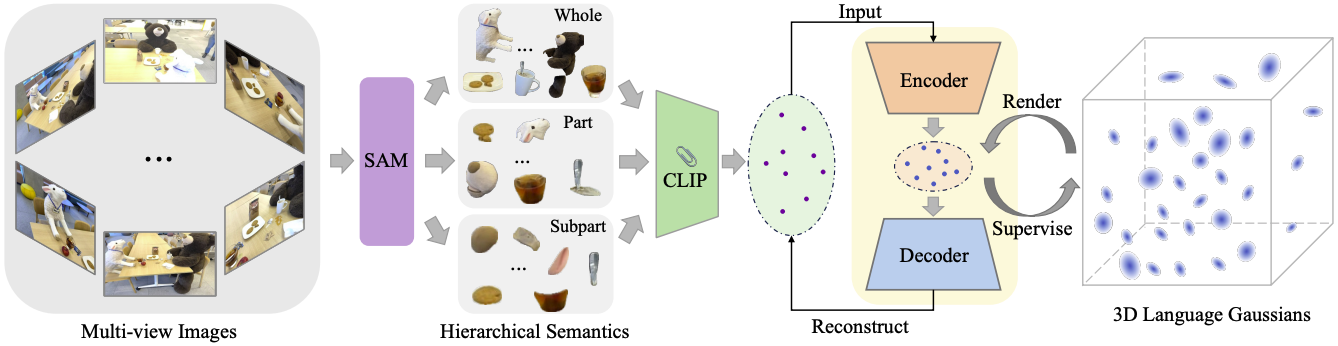 Multi-view Images
SAM
Whole
Part
Subpart
Hierarchical Semantics
CLIP
Input
Encoder
Decoder
Reconstruct
Render
Supervise
3D Language Gaussians